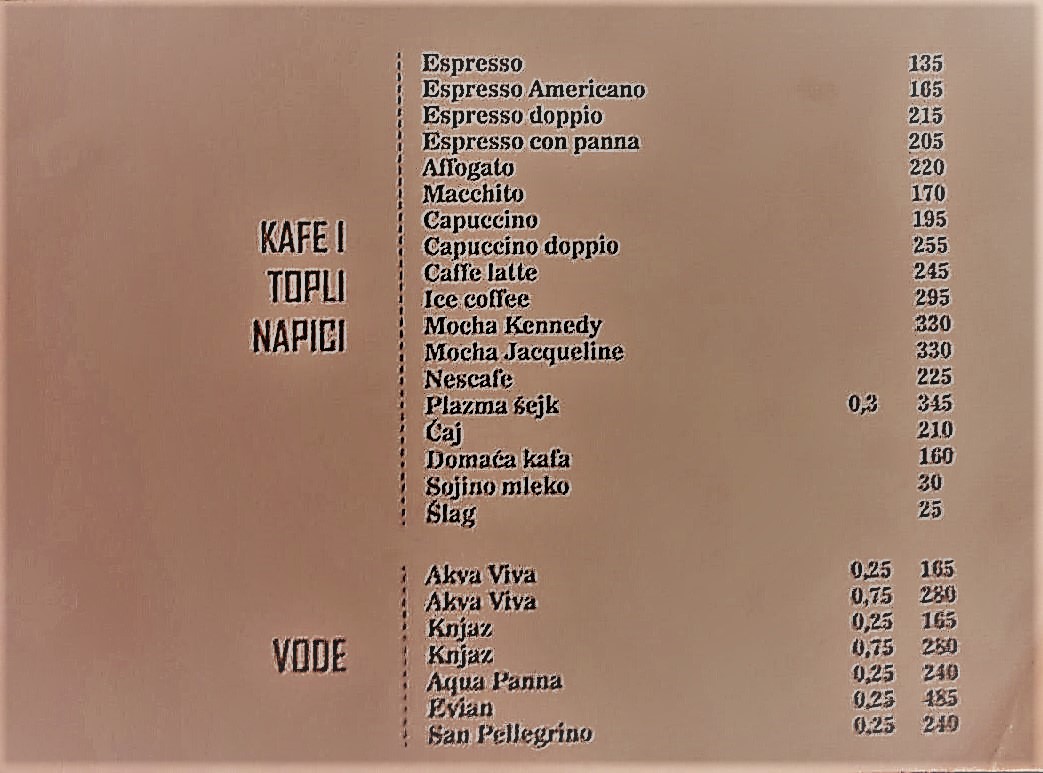 KAFE I
TOPLI
NAPICI
Espresso 135
Espresso Americano 165
Espresso doppio 215
Espresso con panna 205
Affogato 220
Macchito 170
Capuccino 195
Capuccino doppio 255
Caffe latte 245
Ice coffee 295
Mocha Kennedy 330
Mocha Jacqueline 330
Nescafe 225
Plazma šejk 0,3 345
Čaj 210
Domaća kafa 160
Sojino mleko 30
Šlag 25
VODE
Akva Viva 0,25 165
Akva Viva 0,75 280
Knjaz 0,25 165
Knjaz 0,75 280
Aqua Panna 0,25 240
Evian 0,25 485
San Pellegrino 0,25 240